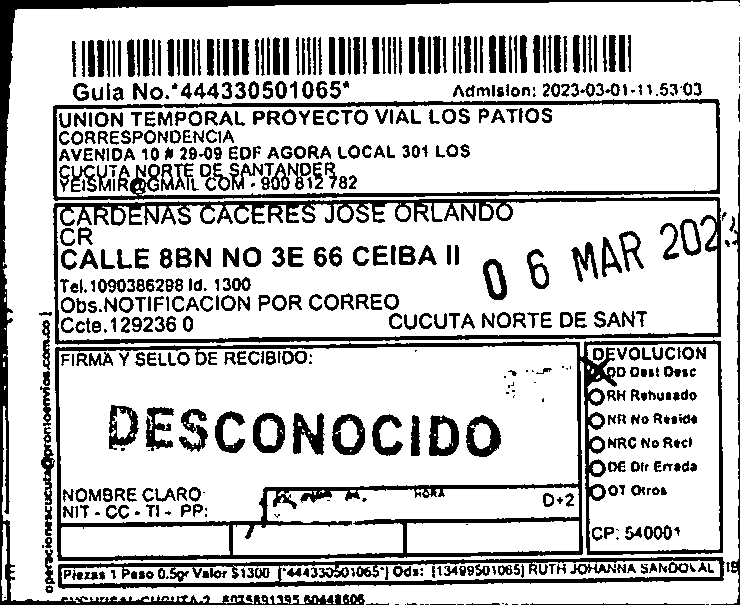 Guia No.*444330501065*
Admision: 2023-03-01-11.53:03
UNION TEMPORAL PROYECTO VIAL LOS PATIOS
CORRESPONDENCIA
AVENIDA 10 # 29-09 EDF AGORA LOCAL 301 LOS
CUCUTA NORTE DE SANTANDER
YEISMIR@GMAIL COM - 900 812 782
CARDENAS CACERES JOSE ORLANDO
CR
CALLE 8BN NO 3E 66 CEIBA II
06 MAR 2023
Tel.1090386298 Id. 1300
Obs.NOTIFICACION POR CORREO
Ccte.129236 0
CUCUTA NORTE DE SANT
operacionescucuta@prontoenvios.com.co
FIRMA Y SELLO DE RECIBIDO:
DESCONOCIDO
NOMBRE CLARO
NIT - CC - TI - PP:
HORA
D+2
DEVOLUCION
DD Dest Desc
RH Rehusado
NR No Reside
NRC No Recl
DE Dir Errada
OT Otros
CP: 540001
Piezas 1 Peso 0.5gr Valor $1300 [*444330501065*] Ods: [13499501065] RUTH JOHANNA SANDOVAL